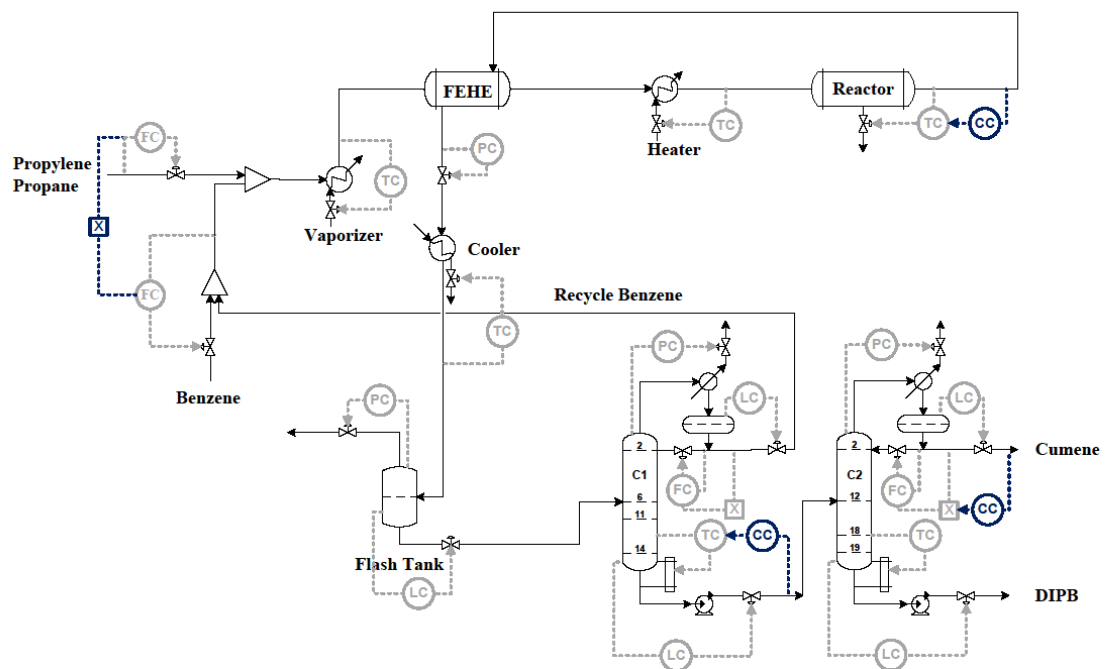 FEHE
Reactor
FC
PC
TC
TC
CC
Propylene
Propane
Heater
TC
X
Vaporizer
Cooler
FC
Recycle Benzene
TC
PC
PC
Benzene
PC
LC
LC
2
2
Cumene
C1
C2
FC
FC
6
X
12
X
CC
11
TC
CC
18
TC
14
19
Flash Tank
LC
DIPB
LC
LC